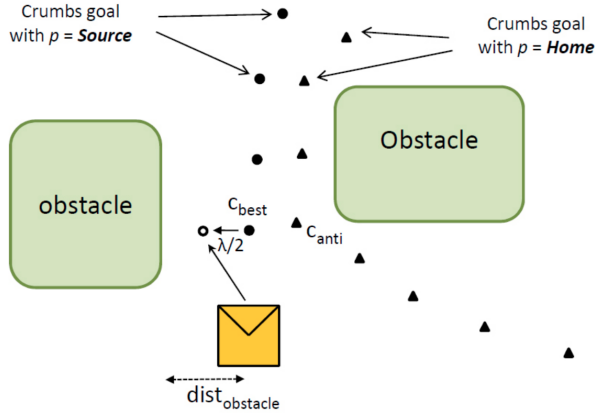 Crumbs goal
with p = Source
Crumbs goal
with p = Home
Obstacle
obstacle
c_best
λ/2
c_anti
dist_obstacle